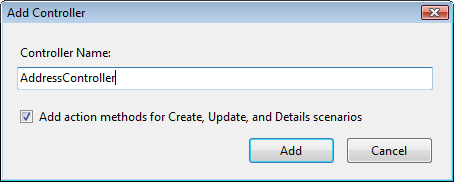 Add Controller
Controller Name:
AddressController
Add action methods for Create, Update, and Details scenarios
Add Cancel